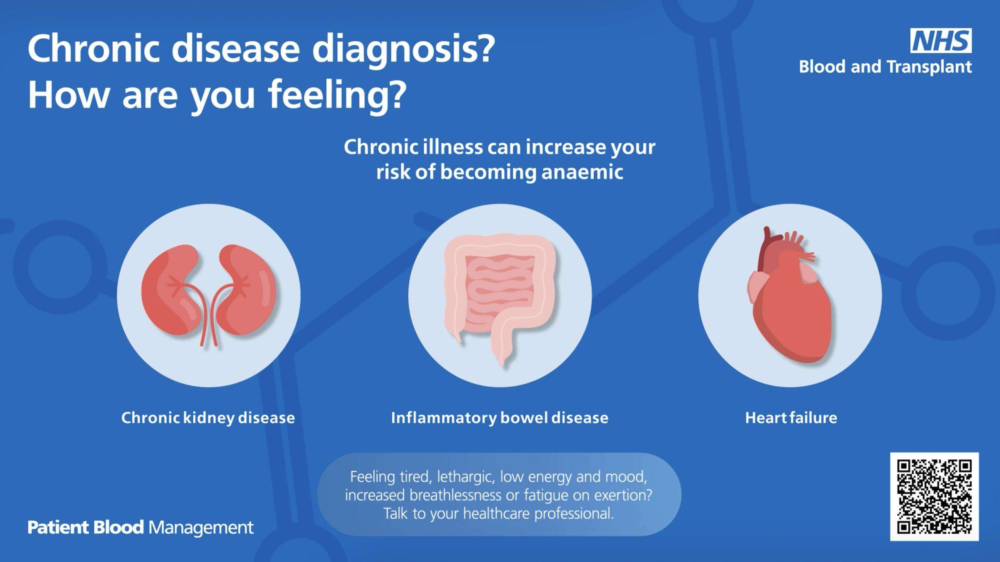 Chronic disease diagnosis?
How are you feeling?
NHS
Blood and Transplant
Chronic illness can increase your
risk of becoming anaemic
Chronic kidney disease
Inflammatory bowel disease
Heart failure
Feeling tired, lethargic, low energy and mood,
increased breathlessness or fatigue on exertion?
Talk to your healthcare professional.
Patient Blood Management